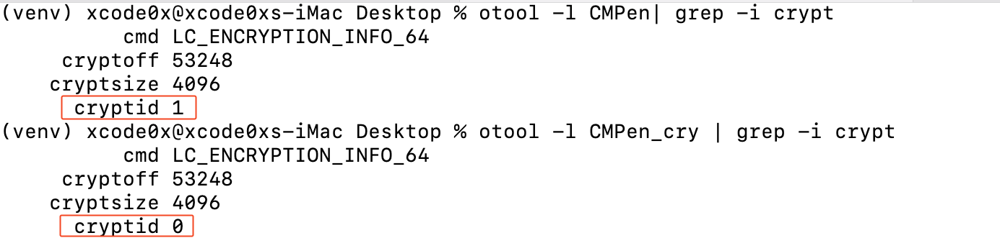 (venv) xcode0x@xcode0xs-iMac Desktop % otool -l CMPen| grep -i crypt
cmd LC_ENCRYPTION_INFO_64
cryptoff 53248
cryptsize 4096
cryptid 1
(venv) xcode0x@xcode0xs-iMac Desktop % otool -l CMPen_cry | grep -i crypt
cmd LC_ENCRYPTION_INFO_64
cryptoff 53248
cryptsize 4096
cryptid 0